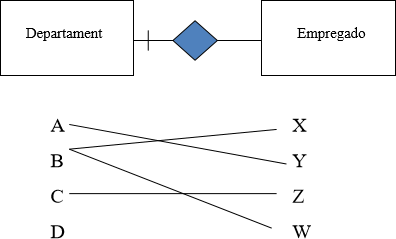 Departament Empregado
A X
B Y
C Z
D W